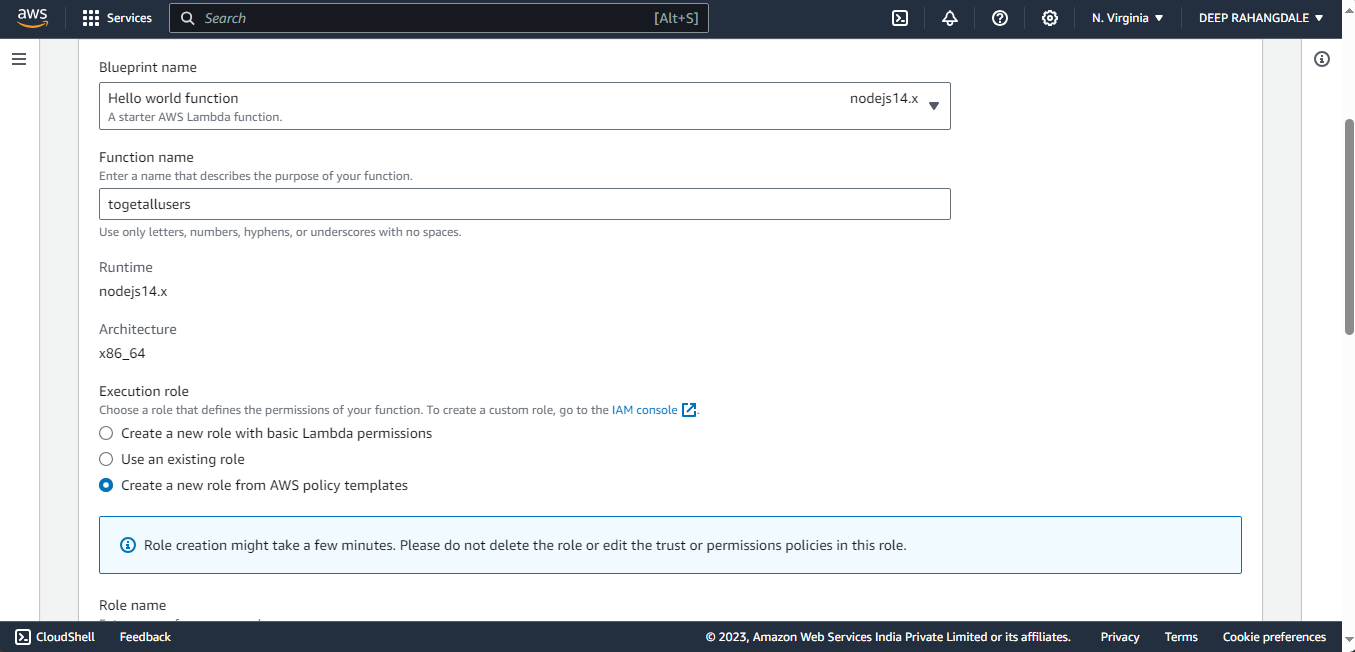 aws
Services
Search
[Alt+S]
N. Virginia
DEEP RAHANGDALE
Blueprint name
Hello world function
nodejs14.x
A starter AWS Lambda function.
Function name
Enter a name that describes the purpose of your function.
togetallusers
Use only letters, numbers, hyphens, or underscores with no spaces.
Runtime
nodejs14.x
Architecture
x86_64
Execution role
Choose a role that defines the permissions of your function. To create a custom role, go to the IAM console.
Create a new role with basic Lambda permissions
Use an existing role
Create a new role from AWS policy templates
Role creation might take a few minutes. Please do not delete the role or edit the trust or permissions policies in this role.
Role name
CloudShell
Feedback
© 2023, Amazon Web Services India Private Limited or its affiliates.
Privacy
Terms
Cookie preferences